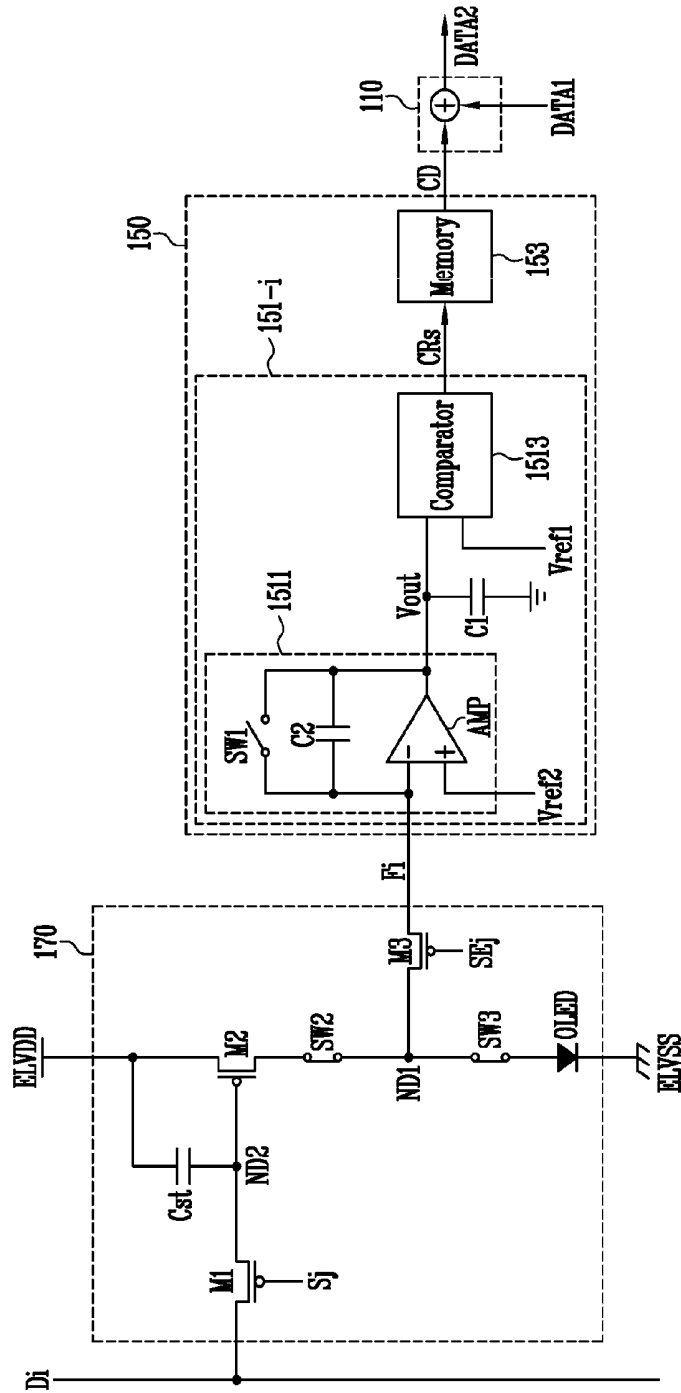 Di
170
ELVDD
Cst
M2
ND2
M1
Sj
SW2
ND1
M3
SEj
SW3
OLED
ELVSS
Fi
150
151-i
1511
SW1
C2
AMP
Vref2
Vout
C1
Comparator
1513
Vref1
CRs
Memory
153
CD
110
DATA1
DATA2